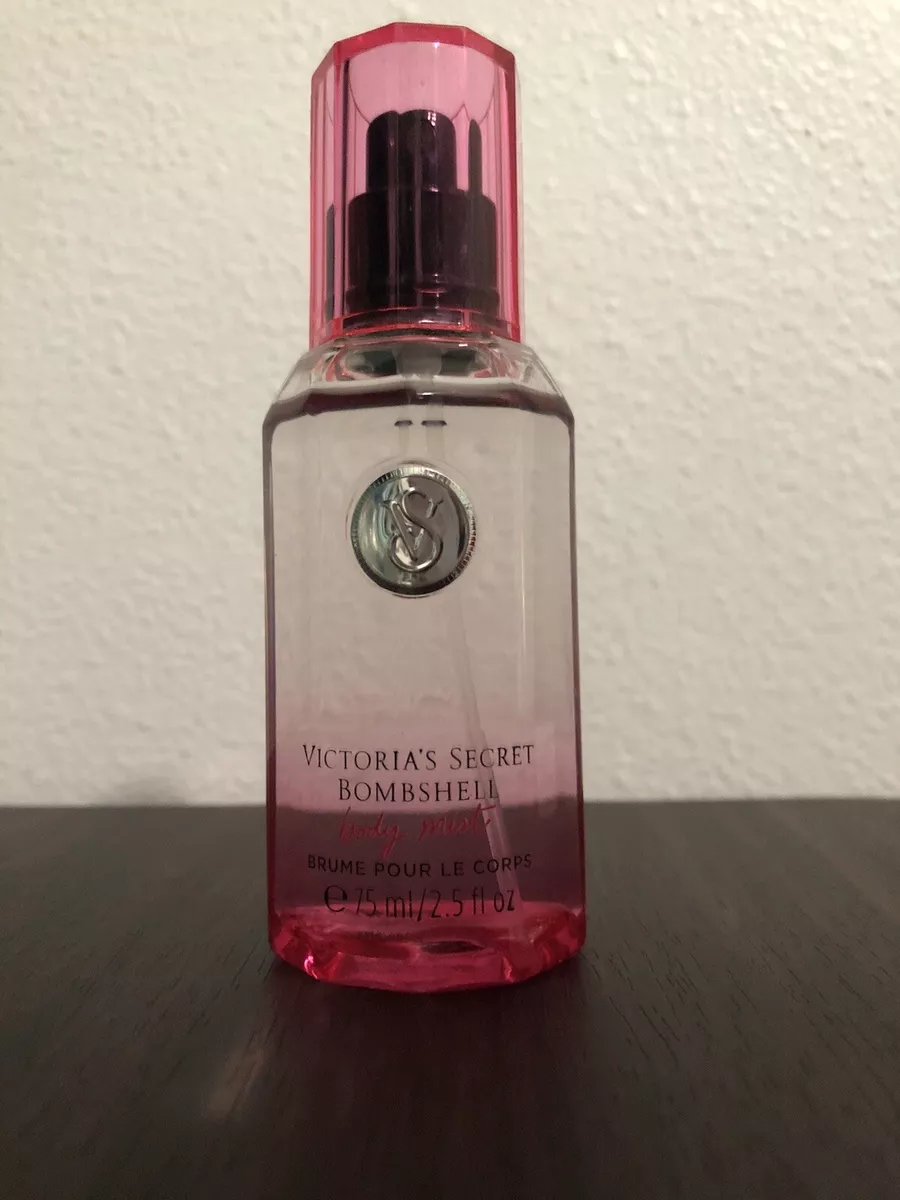 VS
VICTORIA'S SECRET
BOMBSHELL
body mist
BRUME POUR LE CORPS
℮ 75 ml/2.5 fl oz